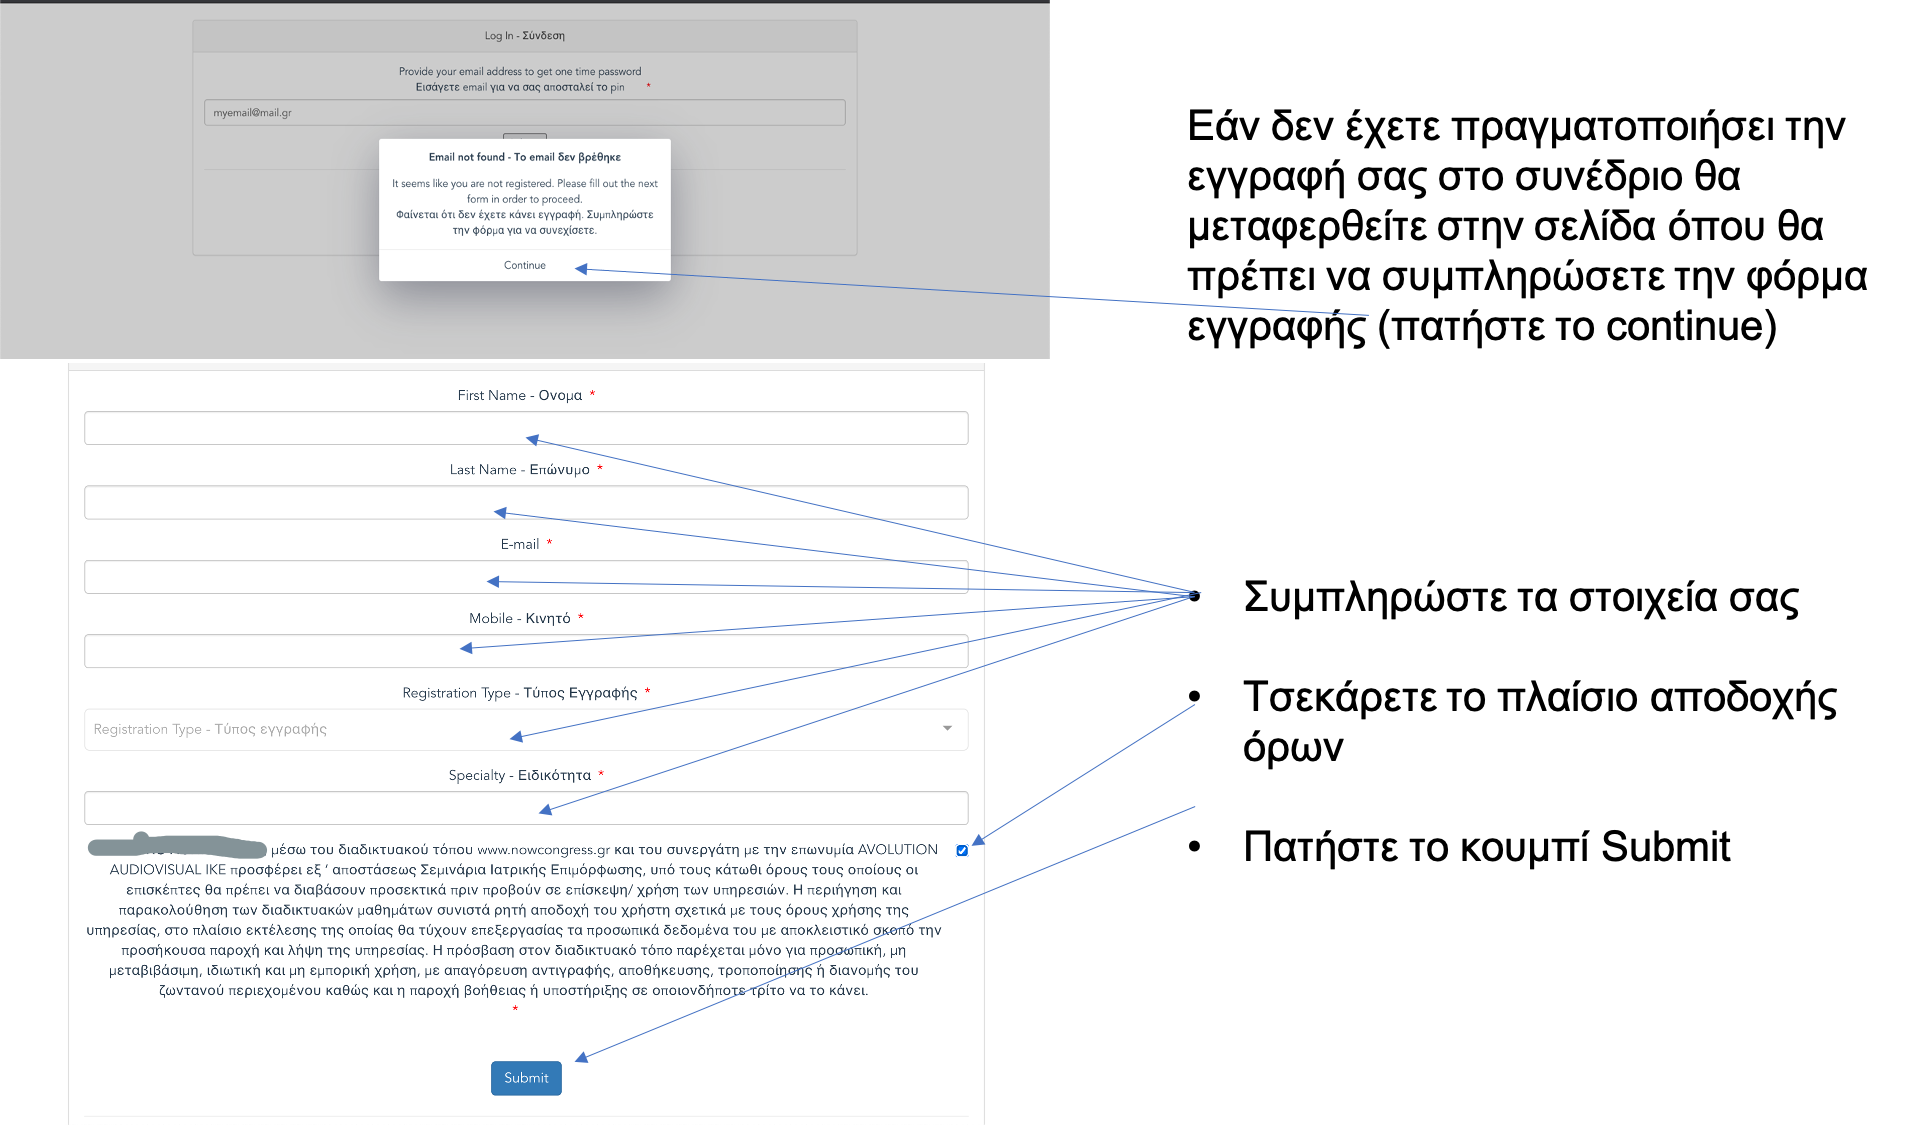 Log In - Σύνδεση
Provide your email address to get one time password
Εισάγετε email για να σας αποσταλεί το pin *
myemail@mail.gr
Email not found - Το email δεν βρέθηκε
It seems like you are not registered. Please fill out the next
form in order to proceed.
Φαίνεται ότι δεν έχετε κάνει εγγραφή. Συμπληρώστε
την φόρμα για να συνεχίσετε.
Continue
Εάν δεν έχετε πραγματοποιήσει την
εγγραφή σας στο συνέδριο θα
μεταφερθείτε στην σελίδα όπου θα
πρέπει να συμπληρώσετε την φόρμα
εγγραφής (πατήστε το continue)
First Name - Ονομα *
Last Name - Επώνυμο *
E-mail *
Mobile - Κινητό *
Registration Type - Τύπος Εγγραφής *
Registration Type - Τύπος εγγραφής
Specialty - Ειδικότητα *
μέσω του διαδικτυακού τόπου www.nowcongress.gr και του συνεργάτη με την επωνυμία AVOLUTION
AUDIOVISUAL IKE προσφέρει εξ ‘ αποστάσεως Σεμινάρια Ιατρικής Επιμόρφωσης, υπό τους κάτωθι όρους τους οποίους οι
επισκέπτες θα πρέπει να διαβάσουν προσεκτικά πριν προβούν σε επίσκεψη/ χρήση των υπηρεσιών. Η περιήγηση και
παρακολούθηση των διαδικτυακών μαθημάτων συνιστά ρητή αποδοχή του χρήστη σχετικά με τους όρους χρήσης της
υπηρεσίας, στο πλαίσιο εκτέλεσης της οποίας θα τύχουν επεξεργασίας τα προσωπικά δεδομένα του με αποκλειστικό σκοπό την
προσήκουσα παροχή και λήψη της υπηρεσίας. Η πρόσβαση στον διαδικτυακό τόπο παρέχεται μόνο για προσωπική, μη
μεταβιβάσιμη, ιδιωτική και μη εμπορική χρήση, με απαγόρευση αντιγραφής, αποθήκευσης, τροποποίησης ή διανομής του
ζωντανού περιεχομένου καθώς και η παροχή βοήθειας ή υποστήριξης σε οποιονδήποτε τρίτο να το κάνει.
*
Submit
• Συμπληρώστε τα στοιχεία σας
• Τσεκάρετε το πλαίσιο αποδοχής
όρων
• Πατήστε το κουμπί Submit